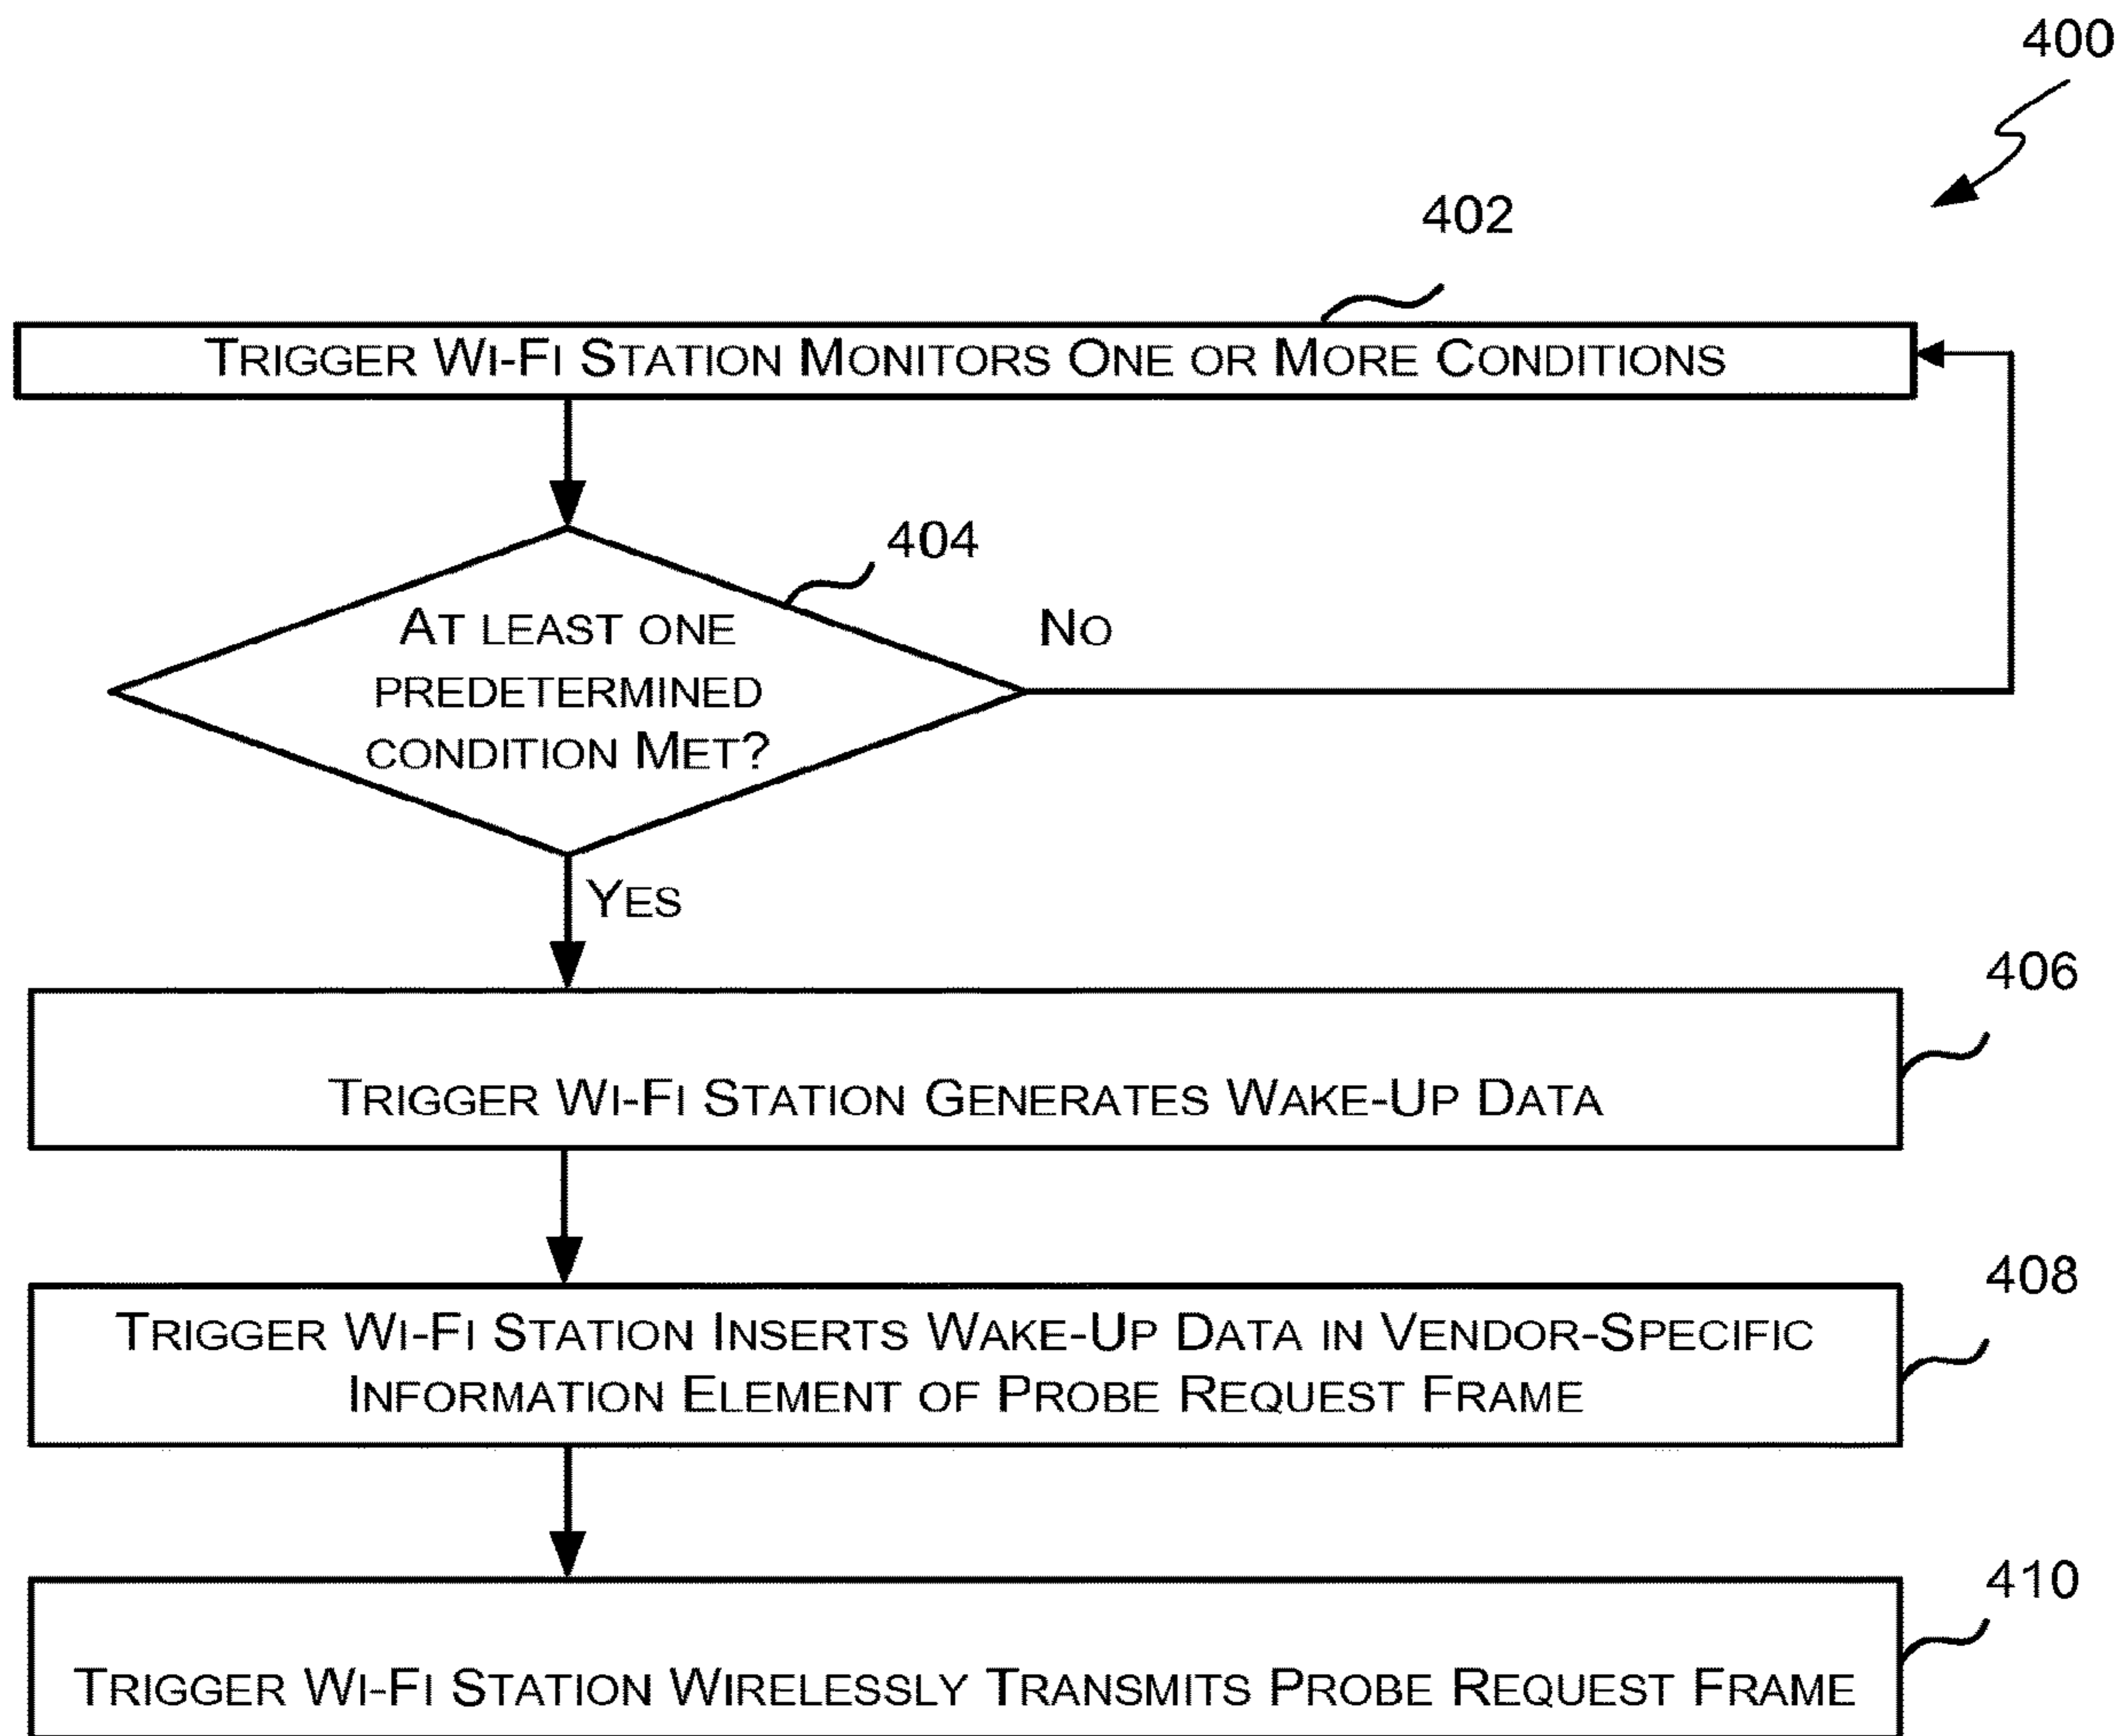 400
402
Trigger Wi-Fi Station Monitors One or More Conditions
404
At least one
predetermined
condition Met?
No
Yes
406
Trigger Wi-Fi Station Generates Wake-Up Data
408
Trigger Wi-Fi Station Inserts Wake-Up Data in Vendor-Specific
Information Element of Probe Request Frame
410
Trigger Wi-Fi Station Wirelessly Transmits Probe Request Frame